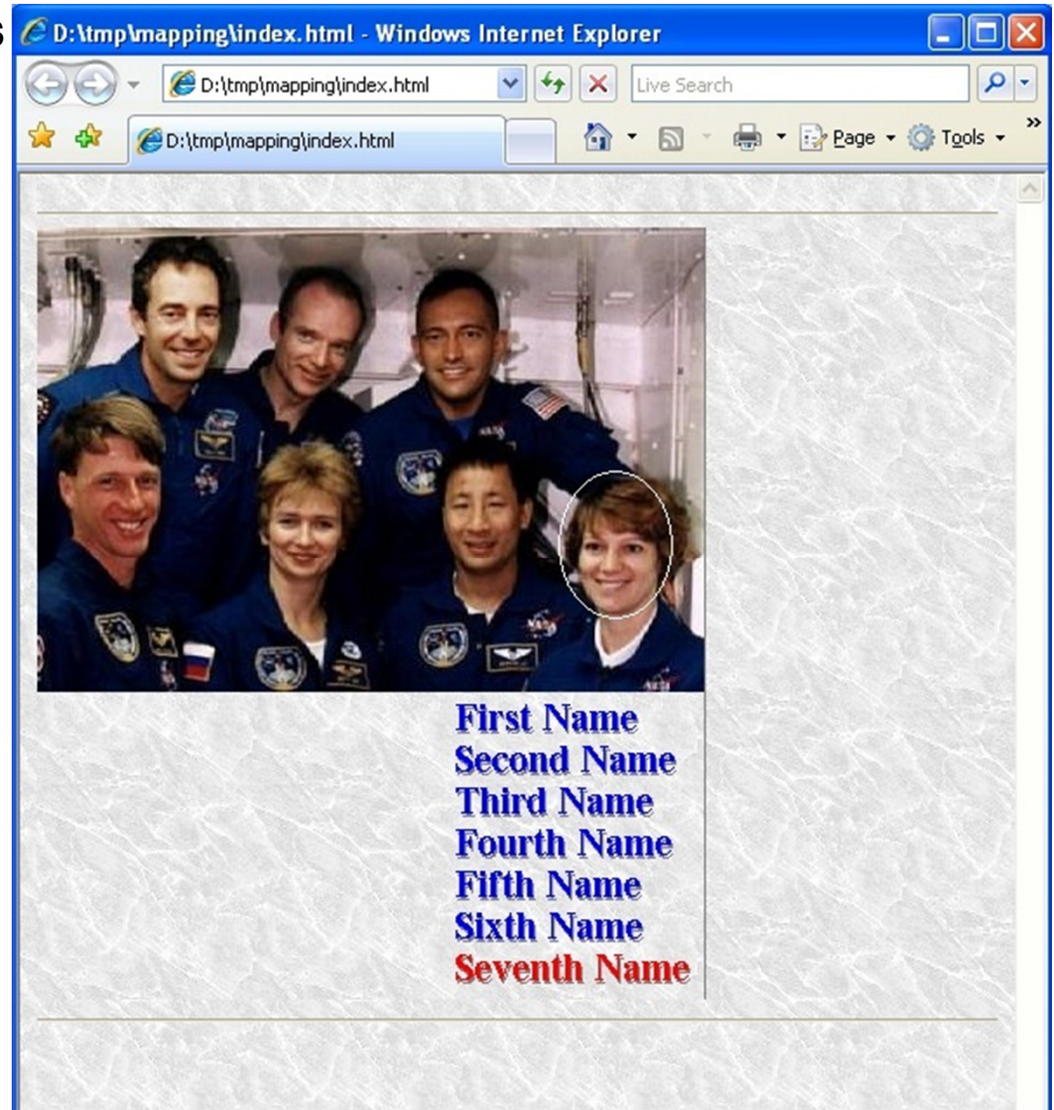 s
D:\tmp\mapping\index.html - Windows Internet Explorer
D:\tmp\mapping\index.html
Live Search
D:\tmp\mapping\index.html
Page
Tools
»
First Name
Second Name
Third Name
Fourth Name
Fifth Name
Sixth Name
Seventh Name